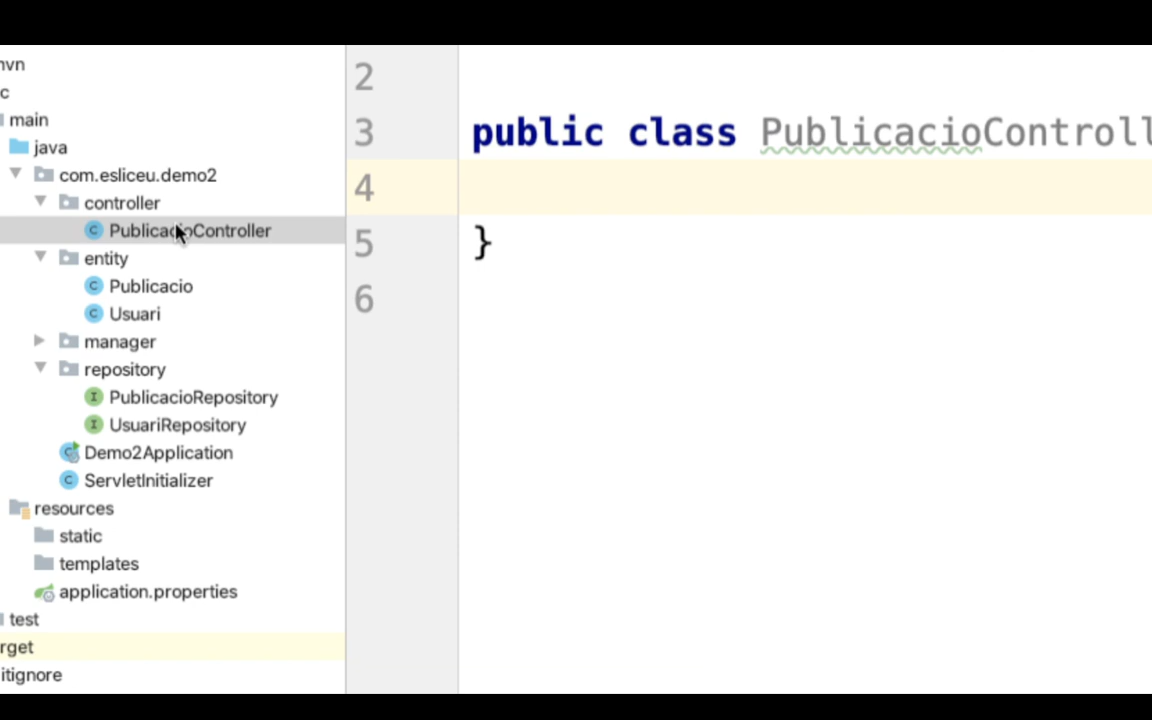 nvn
c
main
java
com.esliceu.demo2
controller
PublicacioController
entity
Publicacio
Usuari
manager
repository
PublicacioRepository
UsuariRepository
Demo2Application
ServletInitializer
resources
static
templates
application.properties
test
rget
itignore
2
3 public class PublicacioControll
4
5 }
6